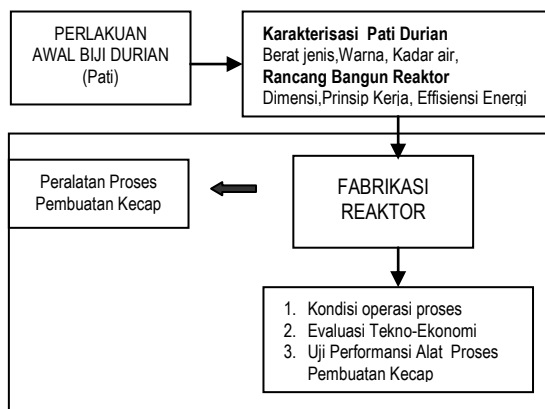 PERLAKUAN
AWAL BIJI DURIAN
(Pati)
Karakterisasi Pati Durian
Berat jenis,Warna, Kadar air,
Rancang Bangun Reaktor
Dimensi,Prinsip Kerja, Effisiensi Energi
Peralatan Proses
Pembuatan Kecap
FABRIKASI
REAKTOR
1. Kondisi operasi proses
2. Evaluasi Tekno-Ekonomi
3. Uji Performansi Alat Proses
Pembuatan Kecap